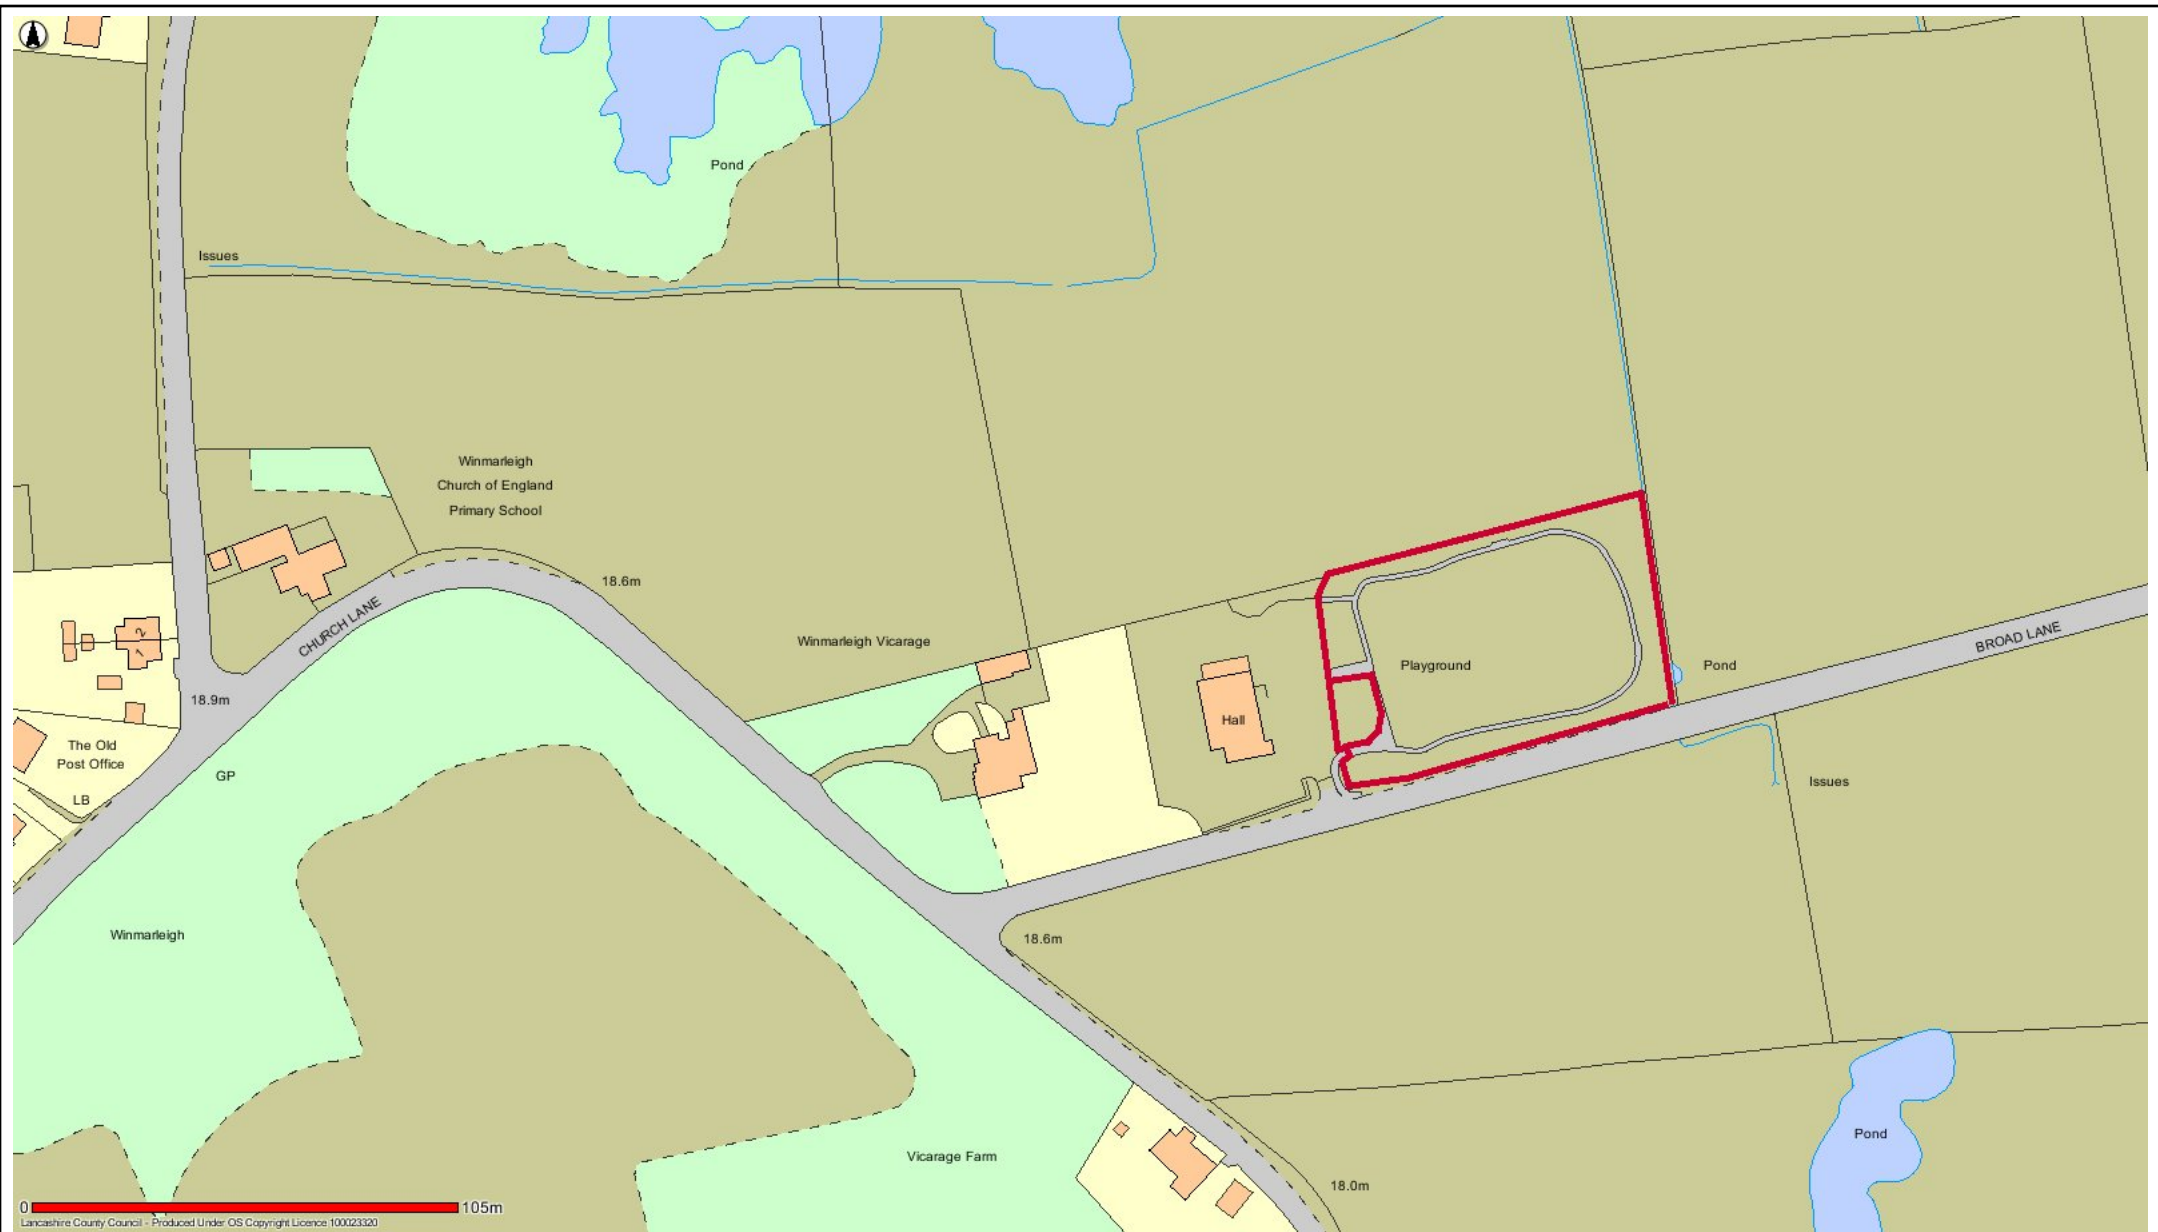 Pond
Issues
Winmarleigh
Church of England
Primary School
18.6m
CHURCH LANE
2
1
Winmarleigh Vicarage
BROAD LANE
Playground
Pond
18.9m
Hall
The Old
Post Office
GP
LB
Issues
Winmarleigh
18.6m
Pond
Vicarage Farm
18.0m
0
105m
Lancashire County Council - Produced Under OS Copyright Licence 100023320